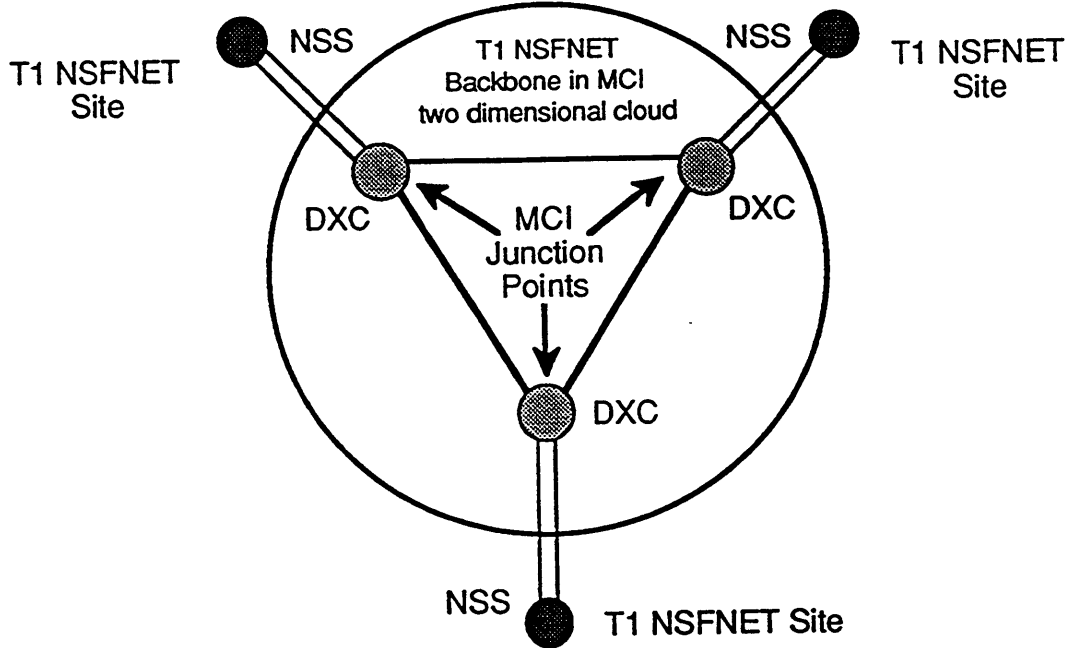 NSS
T1 NSFNET
Site
T1 NSFNET
Backbone in MCI
two dimensional cloud
NSS
T1 NSFNET
Site
DXC
DXC
MCI
Junction
Points
DXC
NSS
T1 NSFNET Site